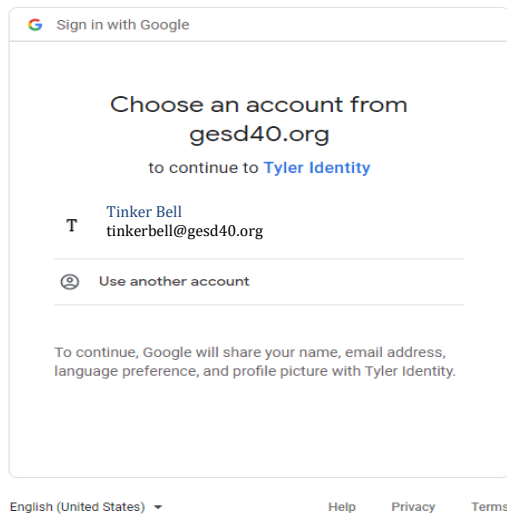 Sign in with Google
Choose an account from
gesd40.org
to continue to Tyler Identity
T
Tinker Bell
tinkerbell@gesd40.org
Use another account
To continue, Google will share your name, email address,
language preference, and profile picture with Tyler Identity.
English (United States)
Help Privacy Terms